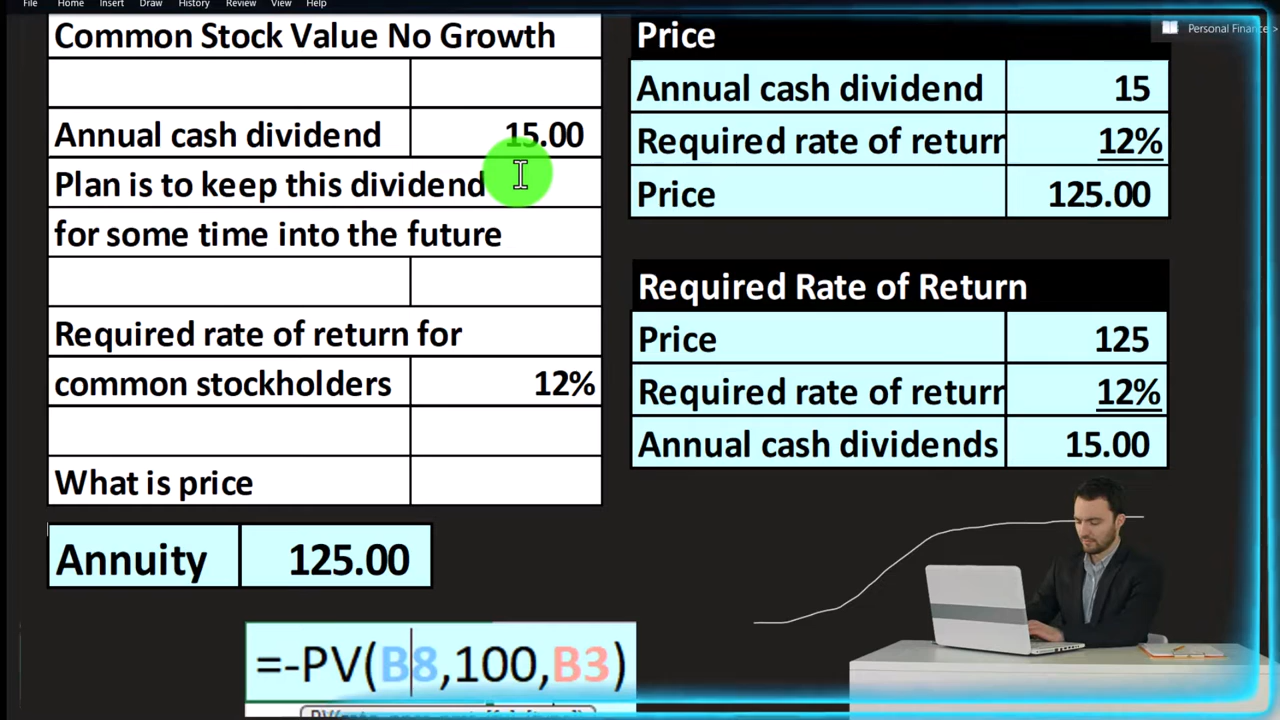 File Home Insert Draw History Review View Help
Personal Finance >
Common Stock Value No Growth
Annual cash dividend 15.00
Plan is to keep this dividend
for some time into the future
Required rate of return for
common stockholders 12%
What is price
Annuity 125.00
=-PV(B8,100,B3)
Price
Annual cash dividend 15
Required rate of return 12%
Price 125.00
Required Rate of Return
Price 125
Required rate of return 12%
Annual cash dividends 15.00